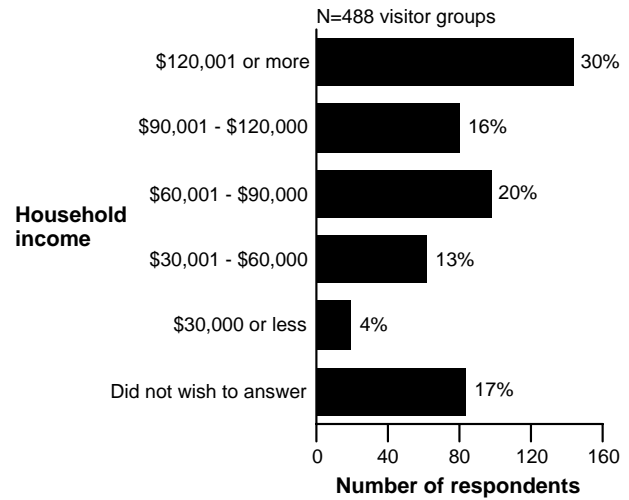 N=488 visitor groups
$120,001 or more 30%
$90,001 - $120,000 16%
$60,001 - $90,000 20%
Household
income
$30,001 - $60,000 13%
$30,000 or less 4%
Did not wish to answer 17%
0 40 80 120 160
Number of respondents